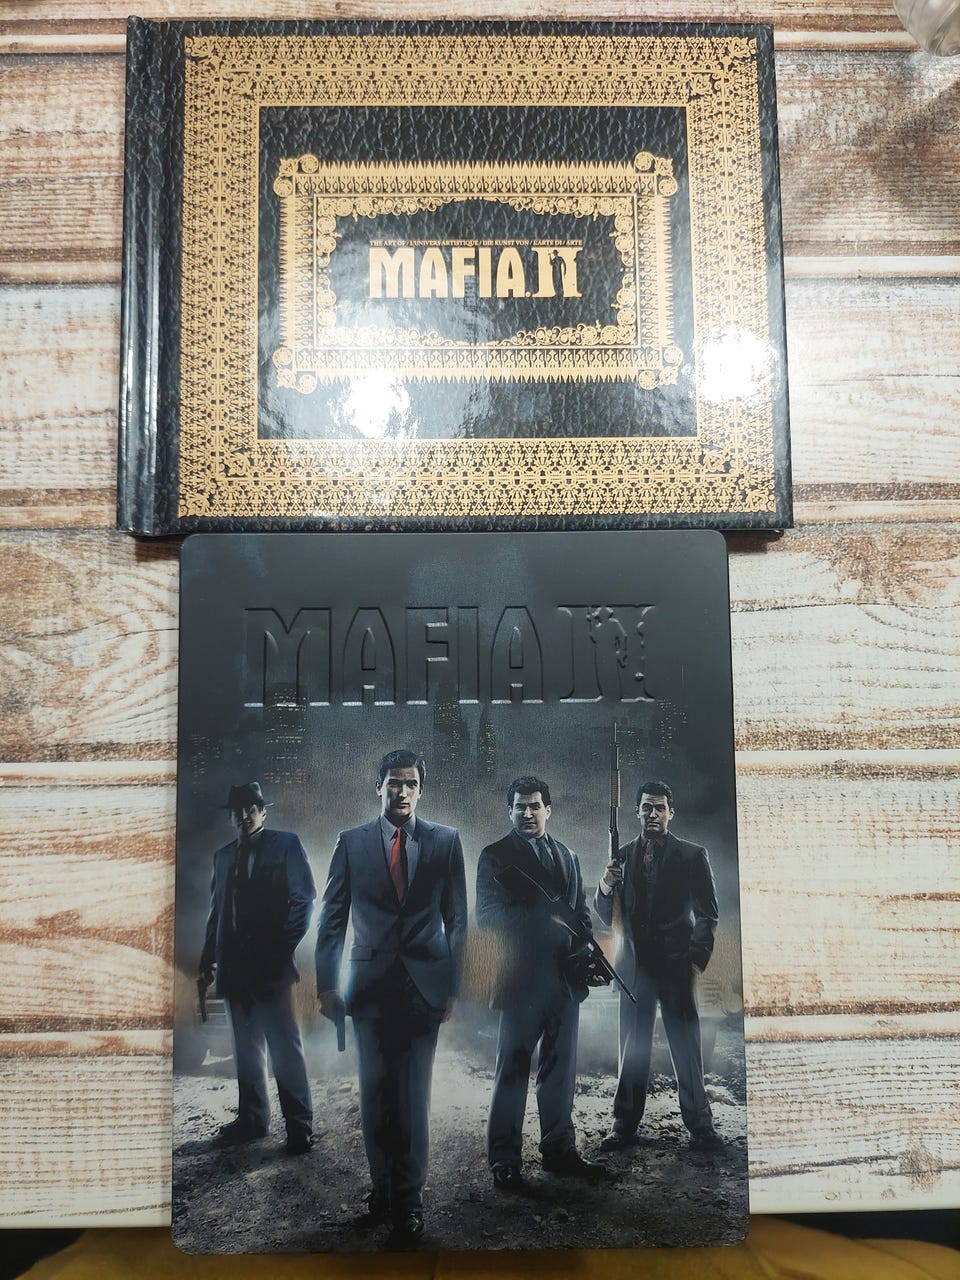 THE ART OF / L'UNIVERS ARTISTIQUE / DIE KUNST VON / L'ARTE DI / ARTE
MAFIA II
MAFIA II